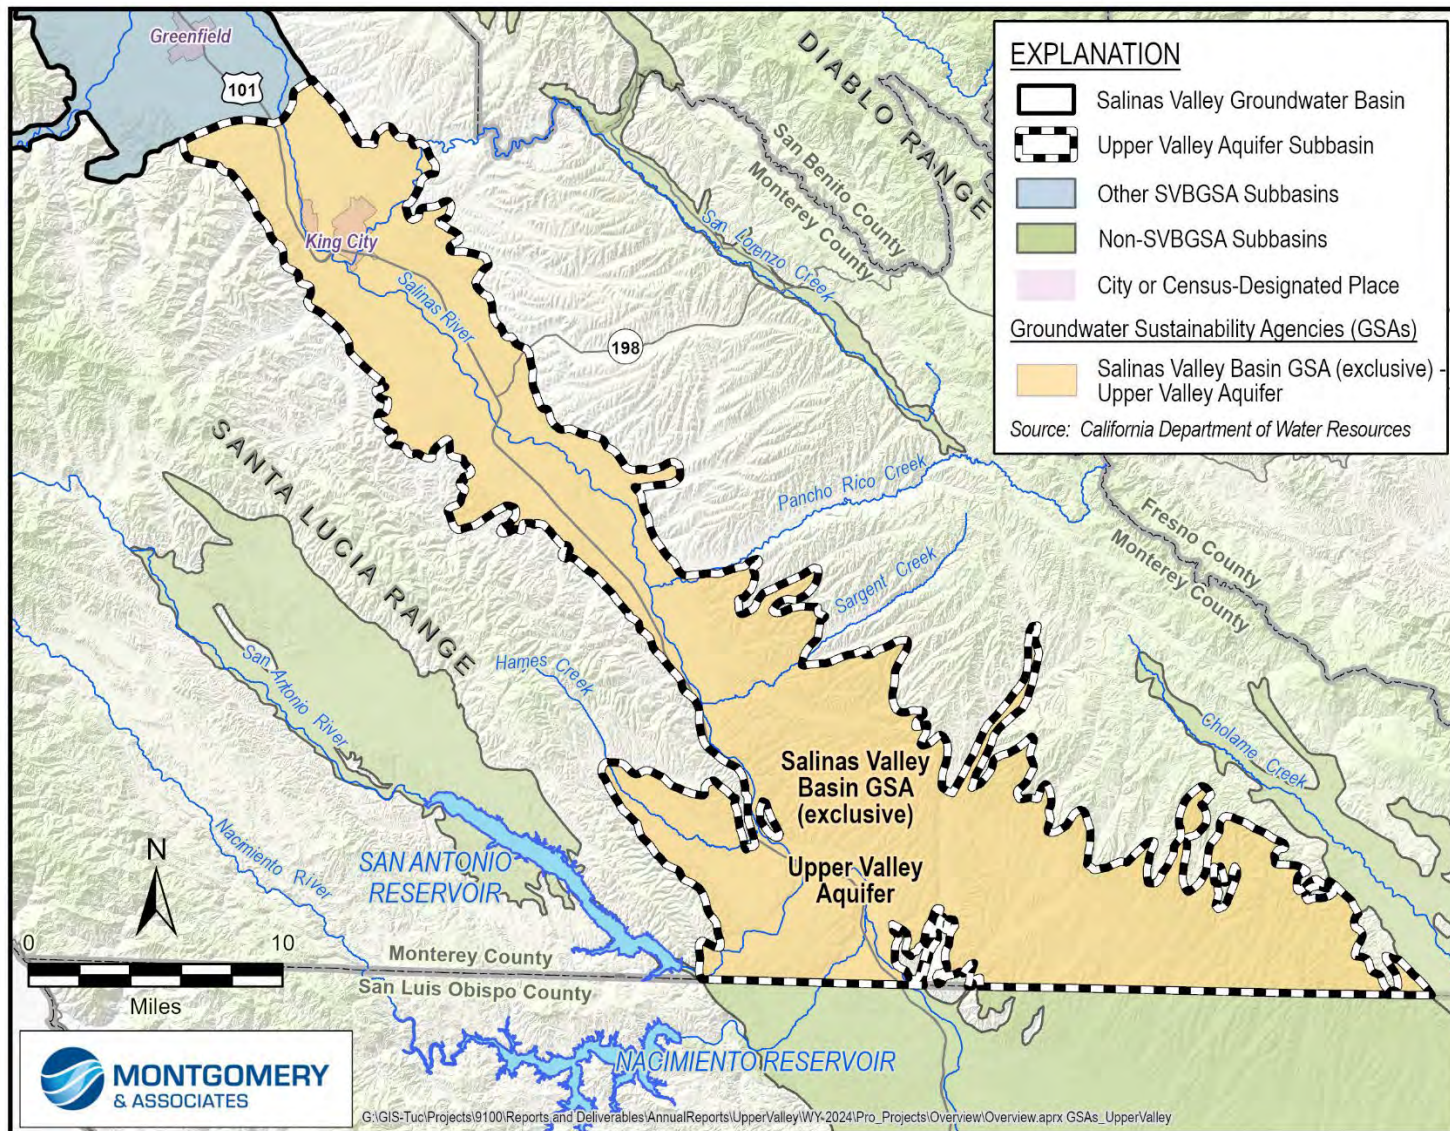 Greenfield
101
DIABLO RANGE
San Benito County
Monterey County
EXPLANATION
Salinas Valley Groundwater Basin
Upper Valley Aquifer Subbasin
Other SVBGSA Subbasins
Non-SVBGSA Subbasins
City or Census-Designated Place
Groundwater Sustainability Agencies (GSAs)
Salinas Valley Basin GSA (exclusive) -
Upper Valley Aquifer
Source: California Department of Water Resources
King City
Salinas River
San Lorenzo Creek
198
SANTA LUCIA RANGE
Pancho Rico Creek
Sargent Creek
Fresno County
Monterey County
Hames Creek
San Antonio River
Cholame Creek
Salinas Valley
Basin GSA
(exclusive)
Upper Valley
Aquifer
Nacimiento River
SAN ANTONIO
RESERVOIR
N
0 10
Miles
Monterey County
San Luis Obispo County
NACIMIENTO RESERVOIR
MONTGOMERY
& ASSOCIATES
G:\GIS-Tuc\Projects\9100\Reports and Deliverables\AnnualReports\UpperValley\WY-2024\Pro_Projects\Overview\Overview.aprx GSAs_UpperValley